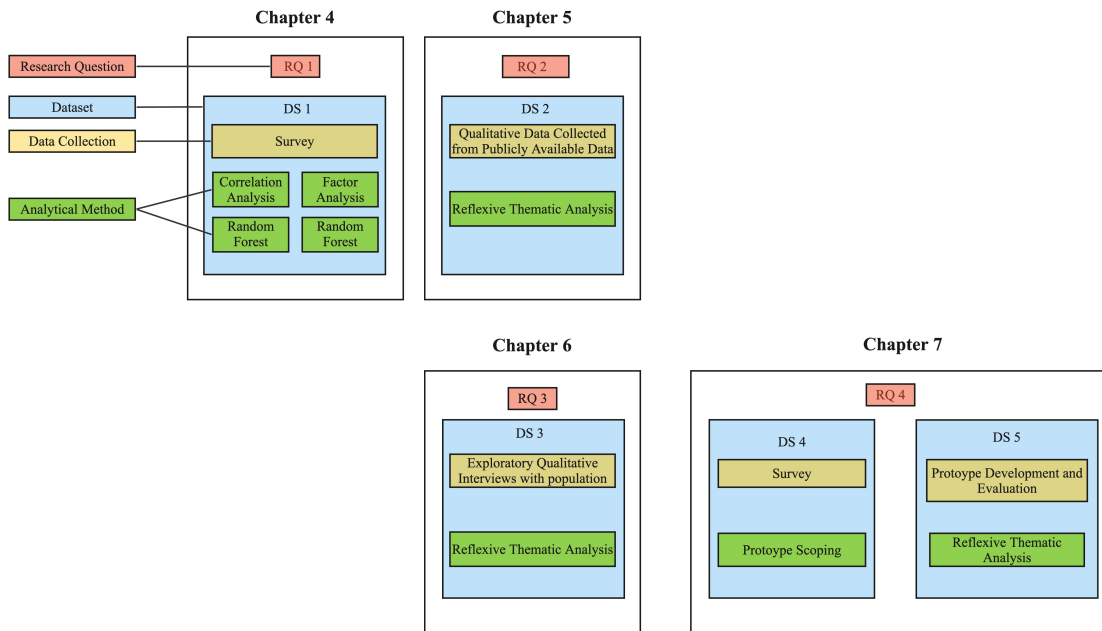 Chapter 4
Chapter 5
Research Question
RQ 1
RQ 2
Dataset
DS 1
DS 2
Data Collection
Survey
Qualitative Data Collected
from Publicly Available Data
Analytical Method
Correlation
Analysis
Factor
Analysis
Random
Forest
Random
Forest
Reflexive Thematic Analysis
Chapter 6
Chapter 7
RQ 3
RQ 4
DS 3
Exploratory Qualitative
Interviews with population
Reflexive Thematic Analysis
DS 4
Survey
Protoype Scoping
DS 5
Protoype Development and
Evaluation
Reflexive Thematic
Analysis